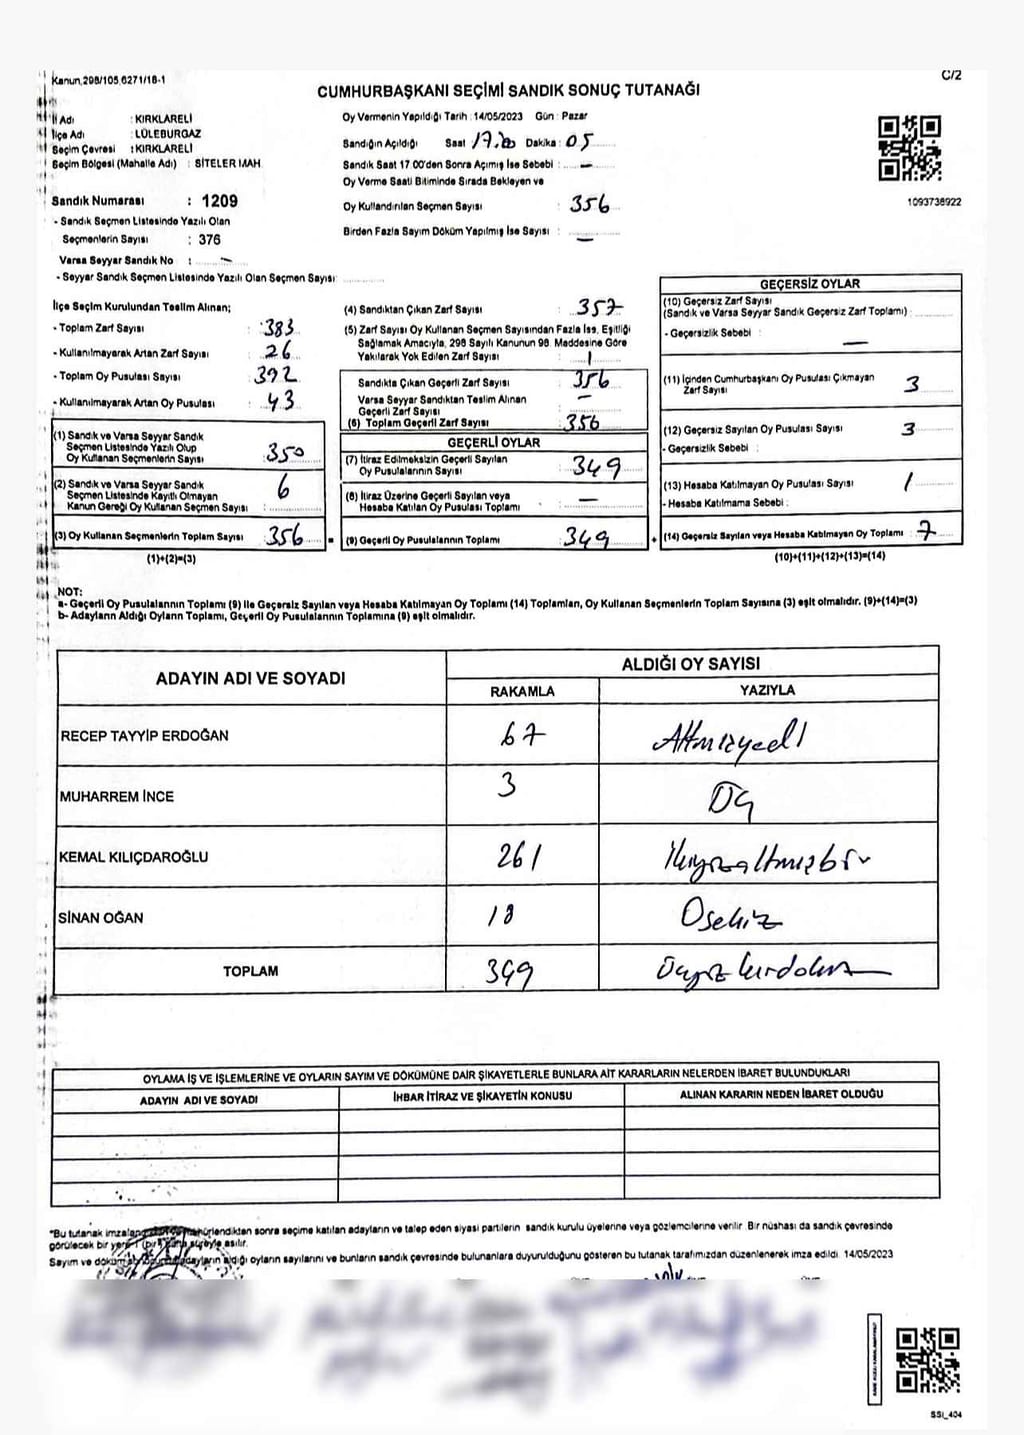 Kanun,298/105,6271/18-1
C/2
CUMHURBAŞKANI SEÇİMİ SANDIK SONUÇ TUTANAĞI
İl Adı : KIRKLARELİ
İlçe Adı : LÜLEBURGAZ
Seçim Çevresi : KIRKLARELİ
Seçim Bölgesi (Mahalle Adı) : SİTELER MAH.
Sandık Numarası : 1209
- Sandık Seçmen Listesinde Yazılı Olan
Seçmenlerin Sayısı : 376
Varsa Seyyar Sandık No : -
- Seyyar Sandık Seçmen Listesinde Yazılı Olan Seçmen Sayısı:
Oy Vermenin Yapıldığı Tarih : 14/05/2023 Gün : Pazar
Sandığın Açıldığı Saat Dakika : 05
Sandık Saat 17 00'den Sonra Açımış İse Sebebi : -
Oy Verme Saati Bitiminde Sırada Bekleyen ve
Oy Kullandırılan Seçmen Sayısı : 356
Birden Fazla Sayım Döküm Yapılmış İse Sayısı : -
1093738922
İlçe Seçim Kurulundan Teslim Alınan;
- Toplam Zarf Sayısı : 383
- Kullanılmayarak Artan Zarf Sayısı : 26
- Toplam Oy Pusulası Sayısı : 392
- Kullanılmayarak Artan Oy Pusulası : 43
(1) Sandık ve Varsa Seyyar Sandık
Seçmen Listesinde Yazılı Olup
Oy Kullanan Seçmenlerin Sayısı : 350
(2) Sandık ve Varsa Seyyar Sandık
Seçmen Listesinde Kayıtlı Olmayan
Kanun Gereği Oy Kullanan Seçmen Sayısı : 6
(3) Oy Kullanan Seçmenlerin Toplam Sayısı : 356
(1)+(2)=(3)
(4) Sandıktan Çıkan Zarf Sayısı : 357
(5) Zarf Sayısı Oy Kullanan Seçmen Sayısından Fazla İse, Eşitliği
Sağlamak Amacıyla, 298 Sayılı Kanunun 98. Maddesine Göre
Yakılarak Yok Edilen Zarf Sayısı : 1
Sandıkta Çıkan Geçerli Zarf Sayısı : 356
Varsa Seyyar Sandıktan Teslim Alınan
Geçerli Zarf Sayısı : -
(6) Toplam Geçerli Zarf Sayısı : 356
GEÇERLİ OYLAR
(7) İtiraz Edilmeksizin Geçerli Sayılan
Oy Pusulalarının Sayısı : 349
(8) İtiraz Üzerine Geçerli Sayılan veya
Hesaba Katılan Oy Pusulası Toplamı : -
= (9) Geçerli Oy Pusulalarının Toplamı : 349 +
GEÇERSİZ OYLAR
(10) Geçersiz Zarf Sayısı
(Sandık ve Varsa Seyyar Sandık Geçersiz Zarf Toplamı) :
- Geçersizlik Sebebi : -
(11) İçinden Cumhurbaşkanı Oy Pusulası Çıkmayan
Zarf Sayısı : 3
(12) Geçersiz Sayılan Oy Pusulası Sayısı : 3
- Geçersizlik Sebebi :
(13) Hesaba Katılmayan Oy Pusulası Sayısı : 1
- Hesaba Katılmama Sebebi :
(14) Geçersiz Sayılan veya Hesaba Katılmayan Oy Toplamı : 7
(10)+(11)+(12)+(13)=(14)
NOT:
a- Geçerli Oy Pusulalarının Toplamı (9) ile Geçersiz Sayılan veya Hesaba Katılmayan Oy Toplamı (14) Toplamları, Oy Kullanan Seçmenlerin Toplam Sayısına (3) eşit olmalıdır. (9)+(14)=(3)
b- Adayların Aldığı Oyların Toplamı, Geçerli Oy Pusulalarının Toplamına (9) eşit olmalıdır.
ADAYIN ADI VE SOYADI
ALDIĞI OY SAYISI
RAKAMLA YAZIYLA
RECEP TAYYİP ERDOĞAN 67 Altmışyedi
MUHARREM İNCE 3 Üç
KEMAL KILIÇDAROĞLU 261 İkiyüzaltmışbir
SİNAN OĞAN 18 Onsekiz
TOPLAM 349 Üçyüzkırkdokuz
OYLAMA İŞ VE İŞLEMLERİNE VE OYLARIN SAYIM VE DÖKÜMÜNE DAİR ŞİKAYETLERLE BUNLARA AİT KARARLARIN NELERDEN İBARET BULUNDUKLARI
ADAYIN ADI VE SOYADI İHBAR İTİRAZ VE ŞİKAYETİN KONUSU ALINAN KARARIN NEDEN İBARET OLDUĞU
*Bu tutanak sonra seçime katılan adayların ve talep eden siyasi partilerin sandık kurulu üyelerine veya gözlemcilerine verilir. Bir nüshası da sandık çevresinde
görülecek bir yere süreyle asılır.
Sayım ve aldığı oyların sayılarını ve bunların sandık çevresinde bulunanlara duyurulduğunu gösteren bu tutanak tarafımızdan düzenlenerek imza edildi. 14/05/2023
SSI_404